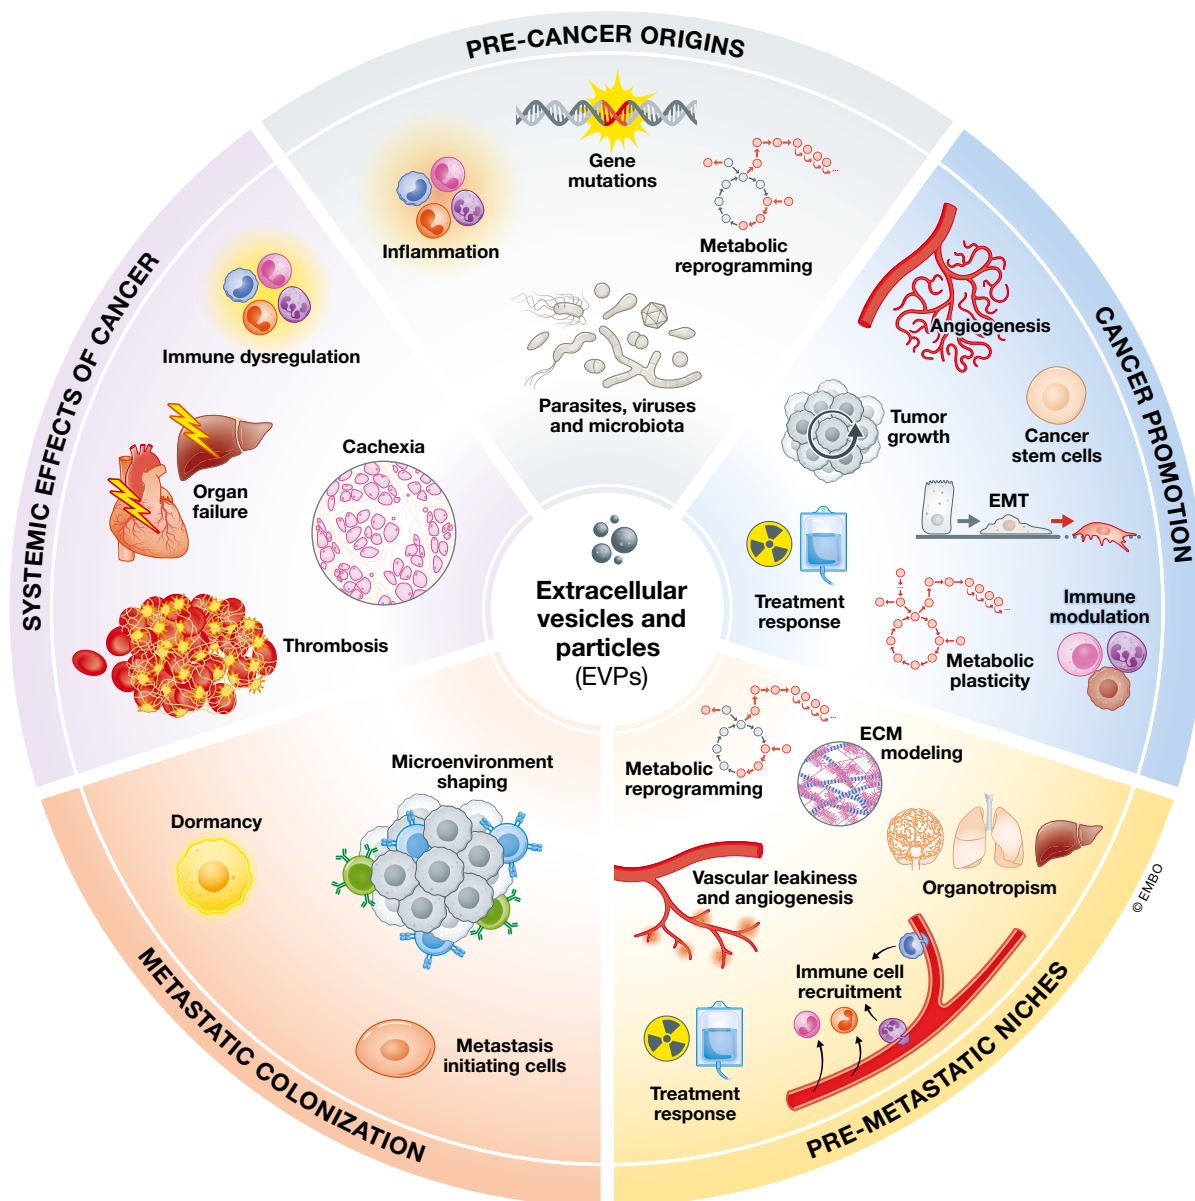 PRE-CANCER ORIGINS
Gene
mutations
Inflammation
Metabolic
reprogramming
Parasites, viruses
and microbiota
CANCER PROMOTION
Angiogenesis
Tumor
growth
Cancer
stem cells
EMT
Treatment
response
Metabolic
plasticity
Immune
modulation
PRE-METASTATIC NICHES
Metabolic
reprogramming
ECM
modeling
Organotropism
Vascular leakiness
and angiogenesis
Immune cell
recruitment
Treatment
response
METASTATIC COLONIZATION
Microenvironment
shaping
Dormancy
Metastasis
initiating cells
SYSTEMIC EFFECTS OF CANCER
Immune dysregulation
Organ
failure
Cachexia
Thrombosis
Extracellular
vesicles and
particles
(EVPs)
© EMBO